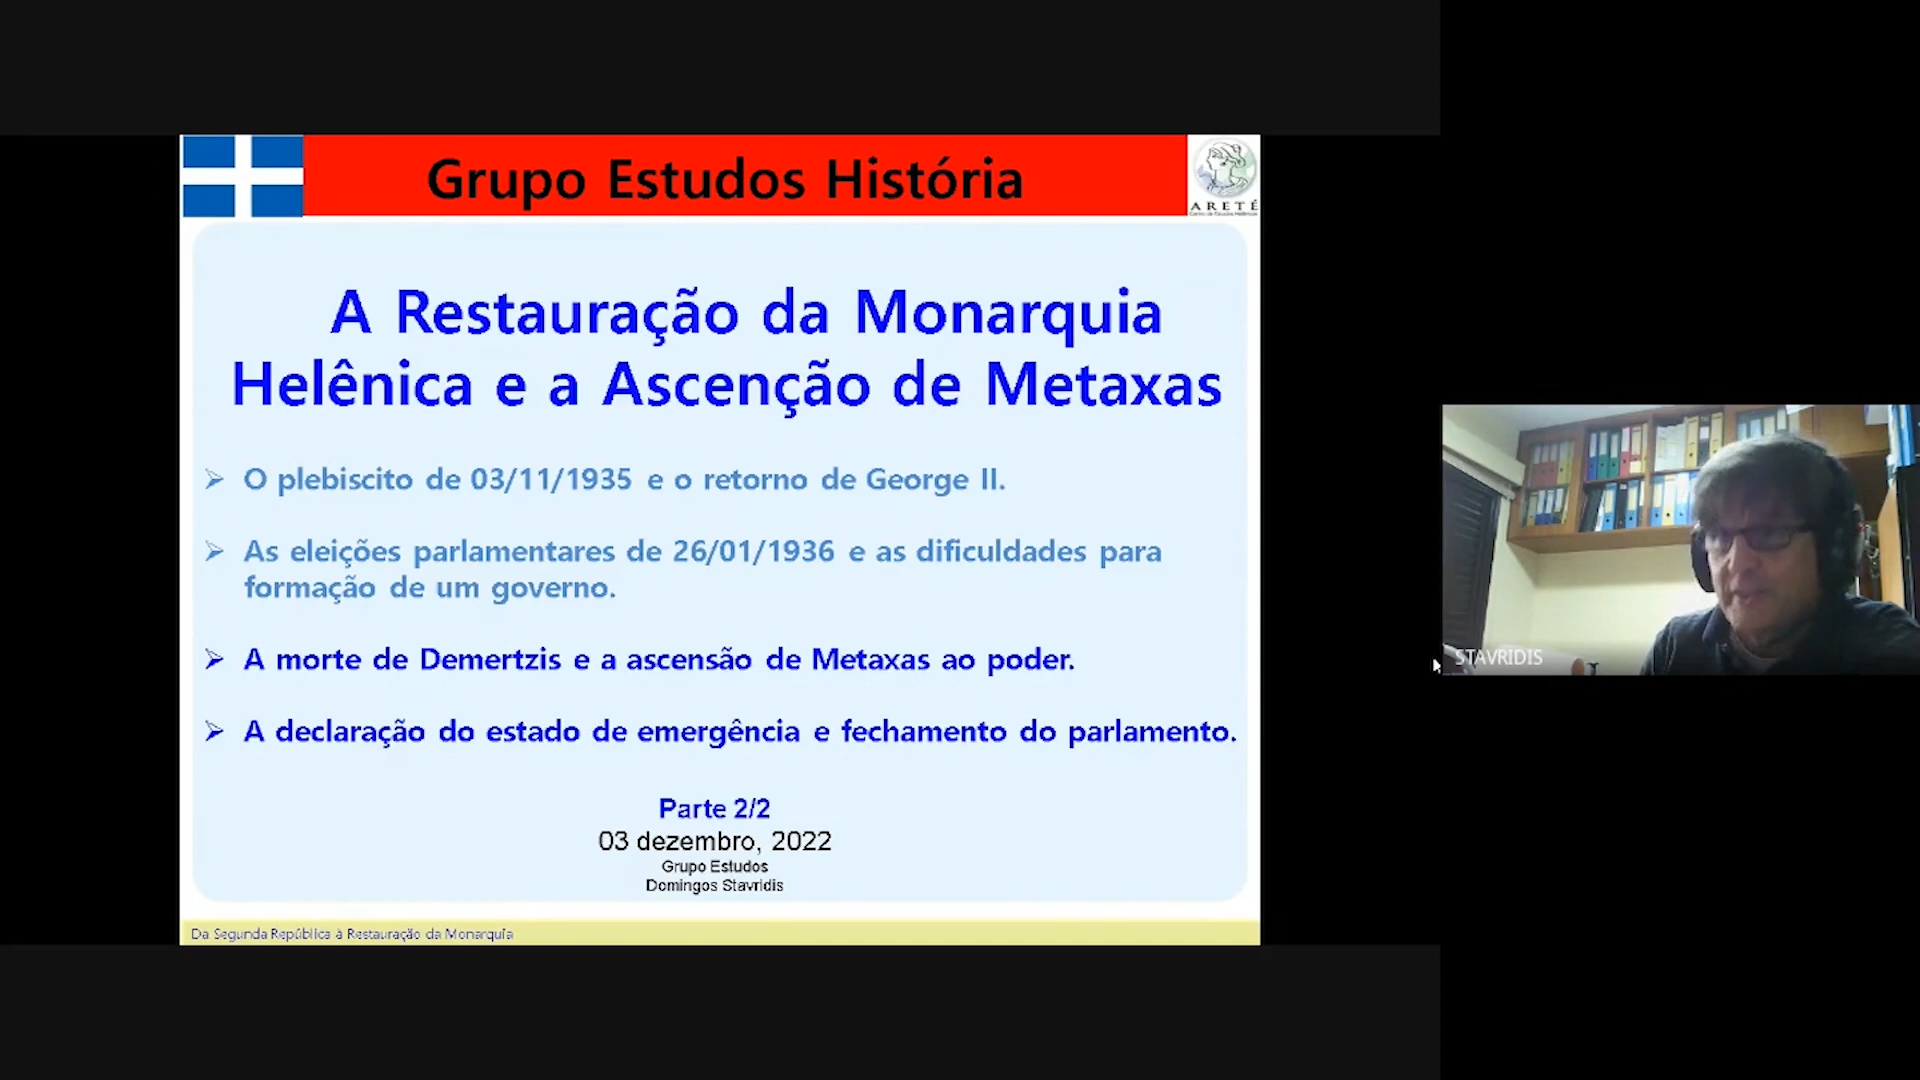 Grupo Estudos História
ARETÉ
A Restauração da Monarquia
Helênica e a Ascenção de Metaxas
O plebiscito de 03/11/1935 e o retorno de George II.
As eleições parlamentares de 26/01/1936 e as dificuldades para
formação de um governo.
A morte de Demertzis e a ascensão de Metaxas ao poder.
A declaração do estado de emergência e fechamento do parlamento.
Parte 2/2
03 dezembro, 2022
Grupo Estudos
Domingos Stavridis
Da Segunda República à Restauração da Monarquia
STAVRIDIS